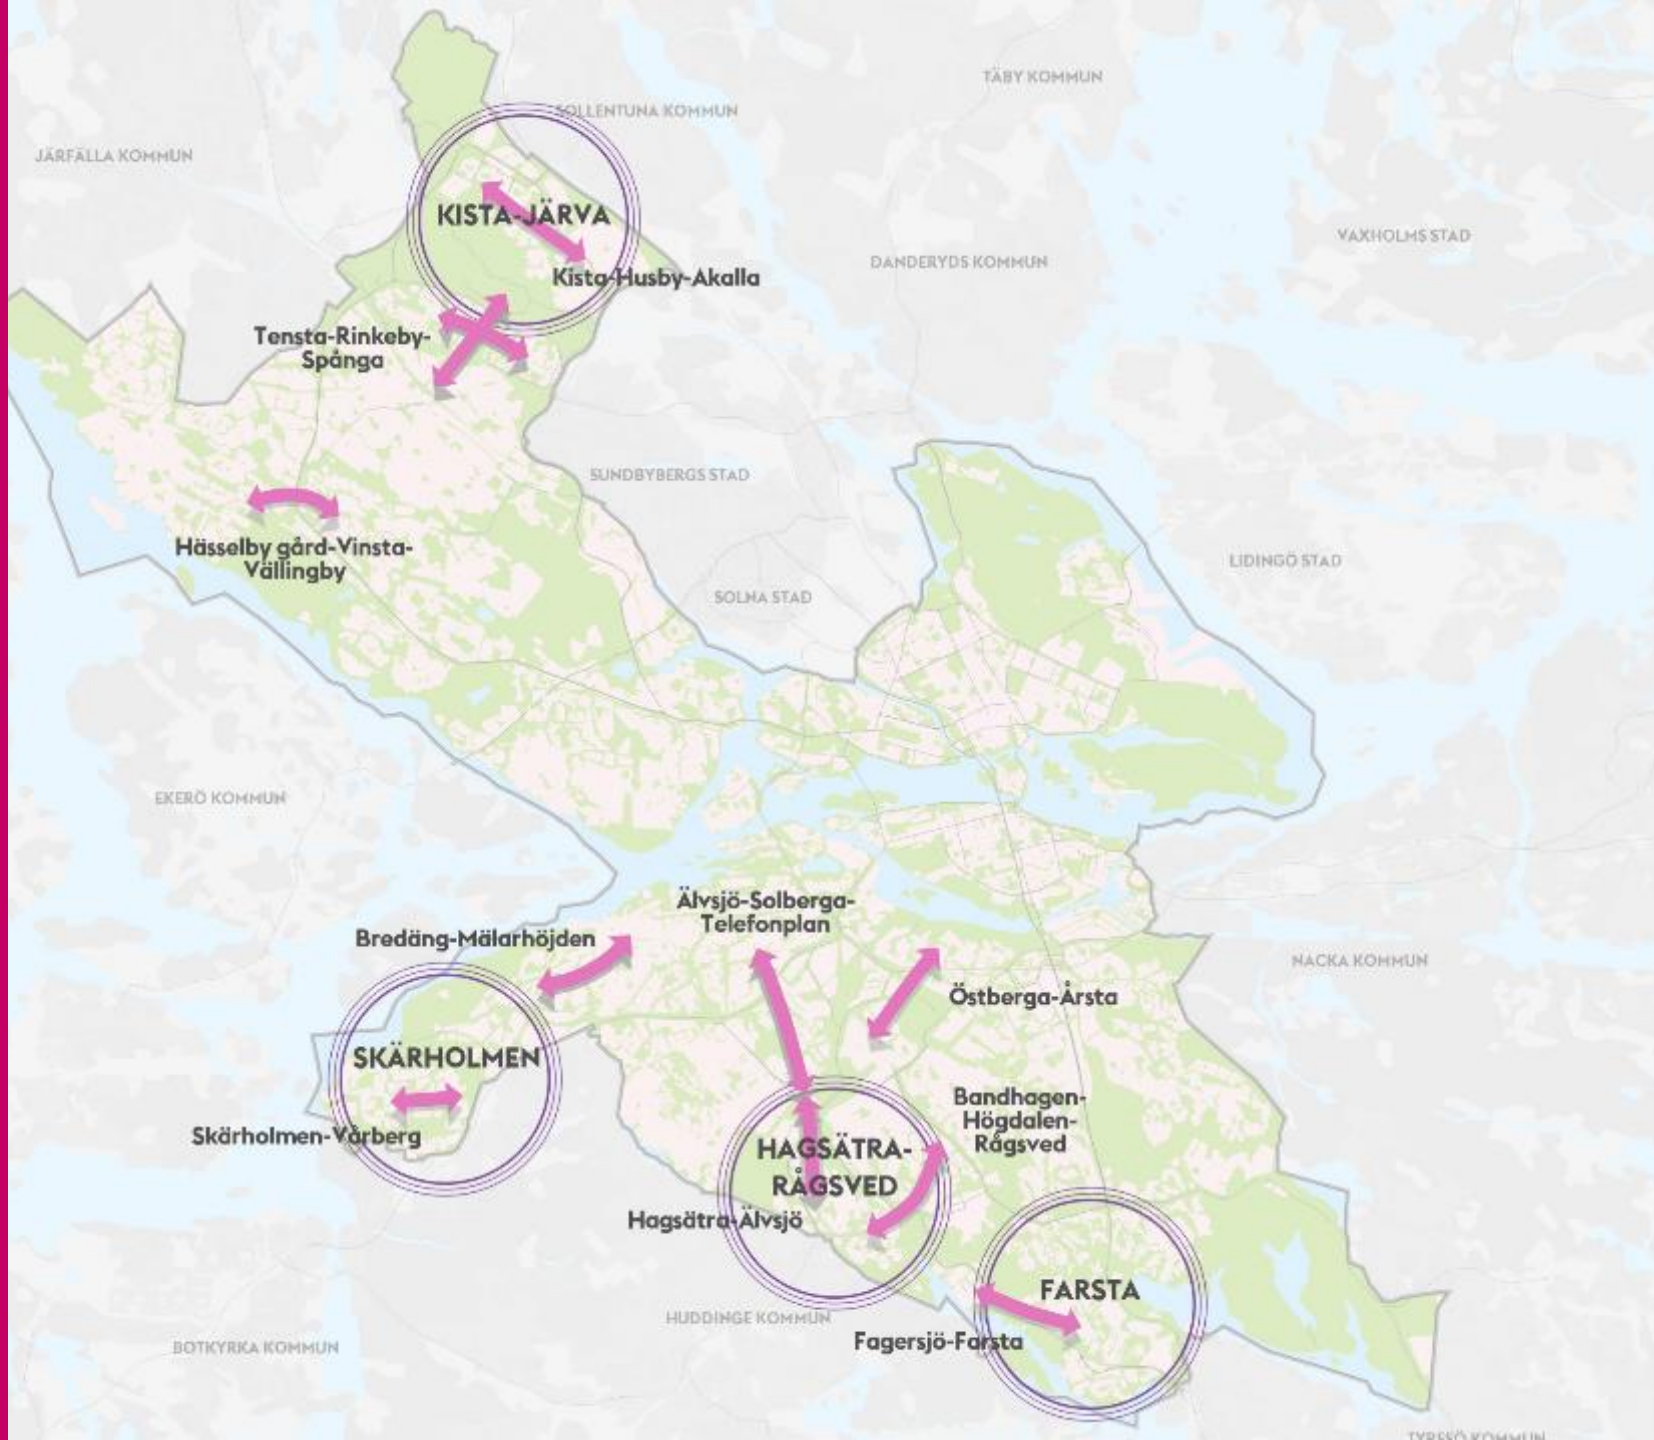 TÄBY KOMMUN
SOLLENTUNA KOMMUN
JÄRFÄLLA KOMMUN
KISTA-JÄRVA
VAXHOLMS STAD
DANDERYDS KOMMUN
Kista-Husby-Akalla
Tensta-Rinkeby-
Spånga
SUNDBYBERGS STAD
Hässelby gård-Vinsta-
Vällingby
LIDINGÖ STAD
SOLNA STAD
EKERÖ KOMMUN
Älvsjö-Solberga-
Telefonplan
Bredäng-Mälarhöjden
NACKA KOMMUN
Östberga-Årsta
SKÄRHOLMEN
Bandhagen-
Högdalen-
Rågsved
Skärholmen-Vårberg
HAGSÄTRA-
RÅGSVED
Hagsätra-Älvsjö
FARSTA
HUDDINGE KOMMUN
Fagersjö-Farsta
BOTKYRKA KOMMUN
TYRESÖ KOMMUN